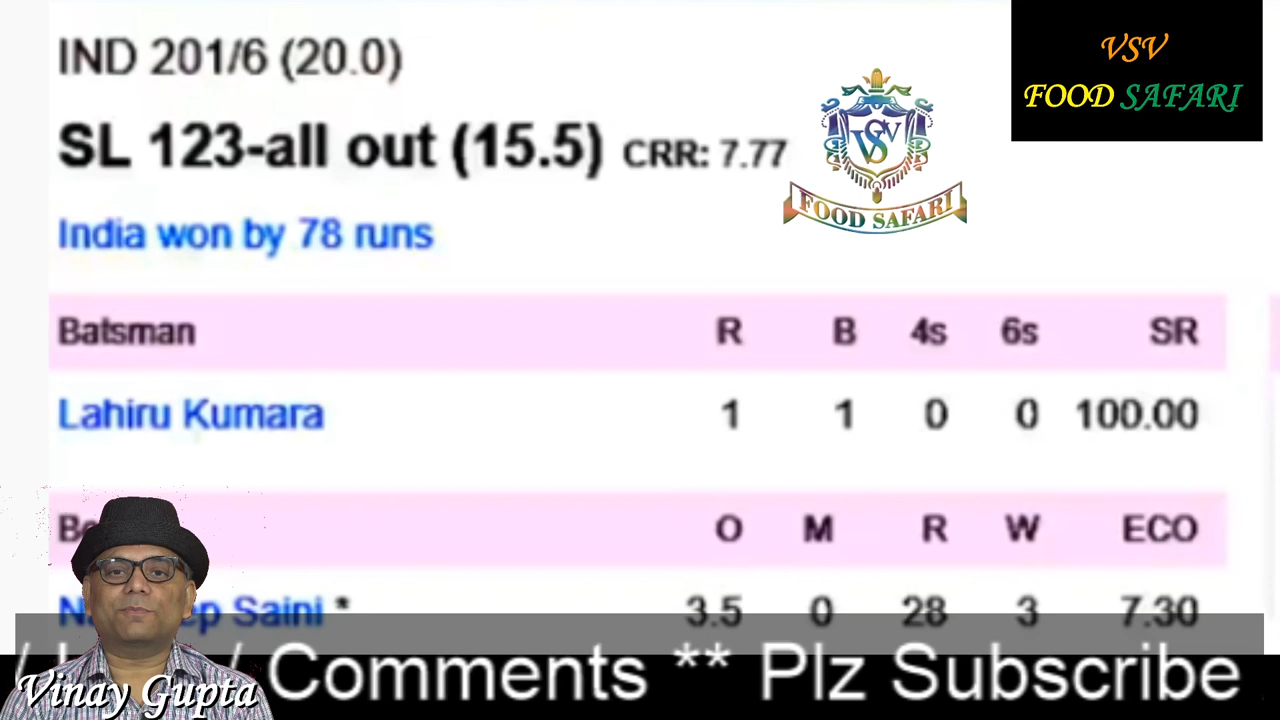 IND 201/6 (20.0)
SL 123-all out (15.5) CRR: 7.77
India won by 78 runs
VSV
FOOD SAFARI
VSV
FOOD SAFARI
Batsman R B 4s 6s SR
Lahiru Kumara 1 1 0 0 100.00
O M R W ECO
Saini * 3.5 0 28 3 7.30
/ / Comments ** Plz Subscribe
Vinay Gupta